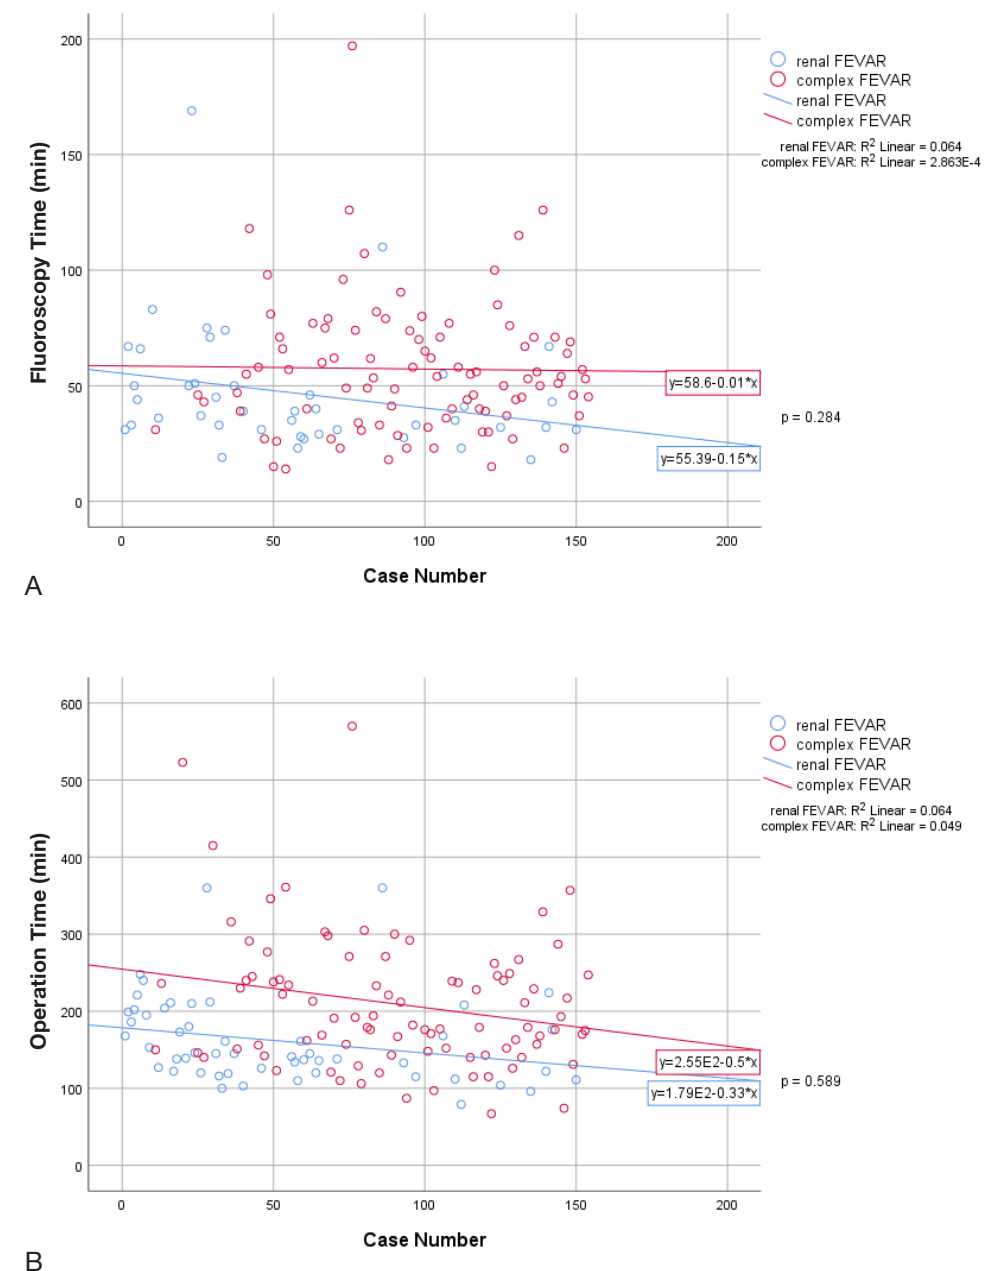 200
150
100
50
0
Fluoroscopy Time (min)
0 50 100 150 200
Case Number
renal FEVAR
complex FEVAR
renal FEVAR
complex FEVAR
renal FEVAR: R2 Linear = 0.064
complex FEVAR: R2 Linear = 2.863E-4
y=58.6-0.01*x
p = 0.284
y=55.39-0.15*x
A
600
500
400
300
200
100
0
Operation Time (min)
0 50 100 150 200
Case Number
renal FEVAR
complex FEVAR
renal FEVAR
complex FEVAR
renal FEVAR: R2 Linear = 0.064
complex FEVAR: R2 Linear = 0.049
y=2.55E2-0.5*x
p = 0.589
y=1.79E2-0.33*x
B